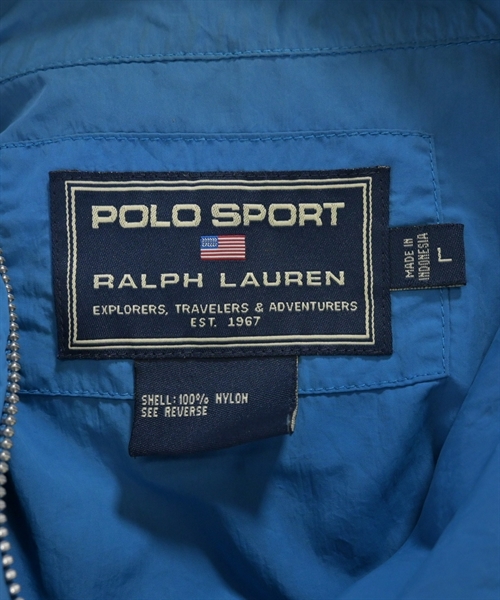 POLO SPORT
RALPH LAUREN
EXPLORERS, TRAVELERS & ADVENTURERS
EST. 1967
MADE IN
INDONESIA
L
SHELL: 100% NYLON
SEE REVERSE